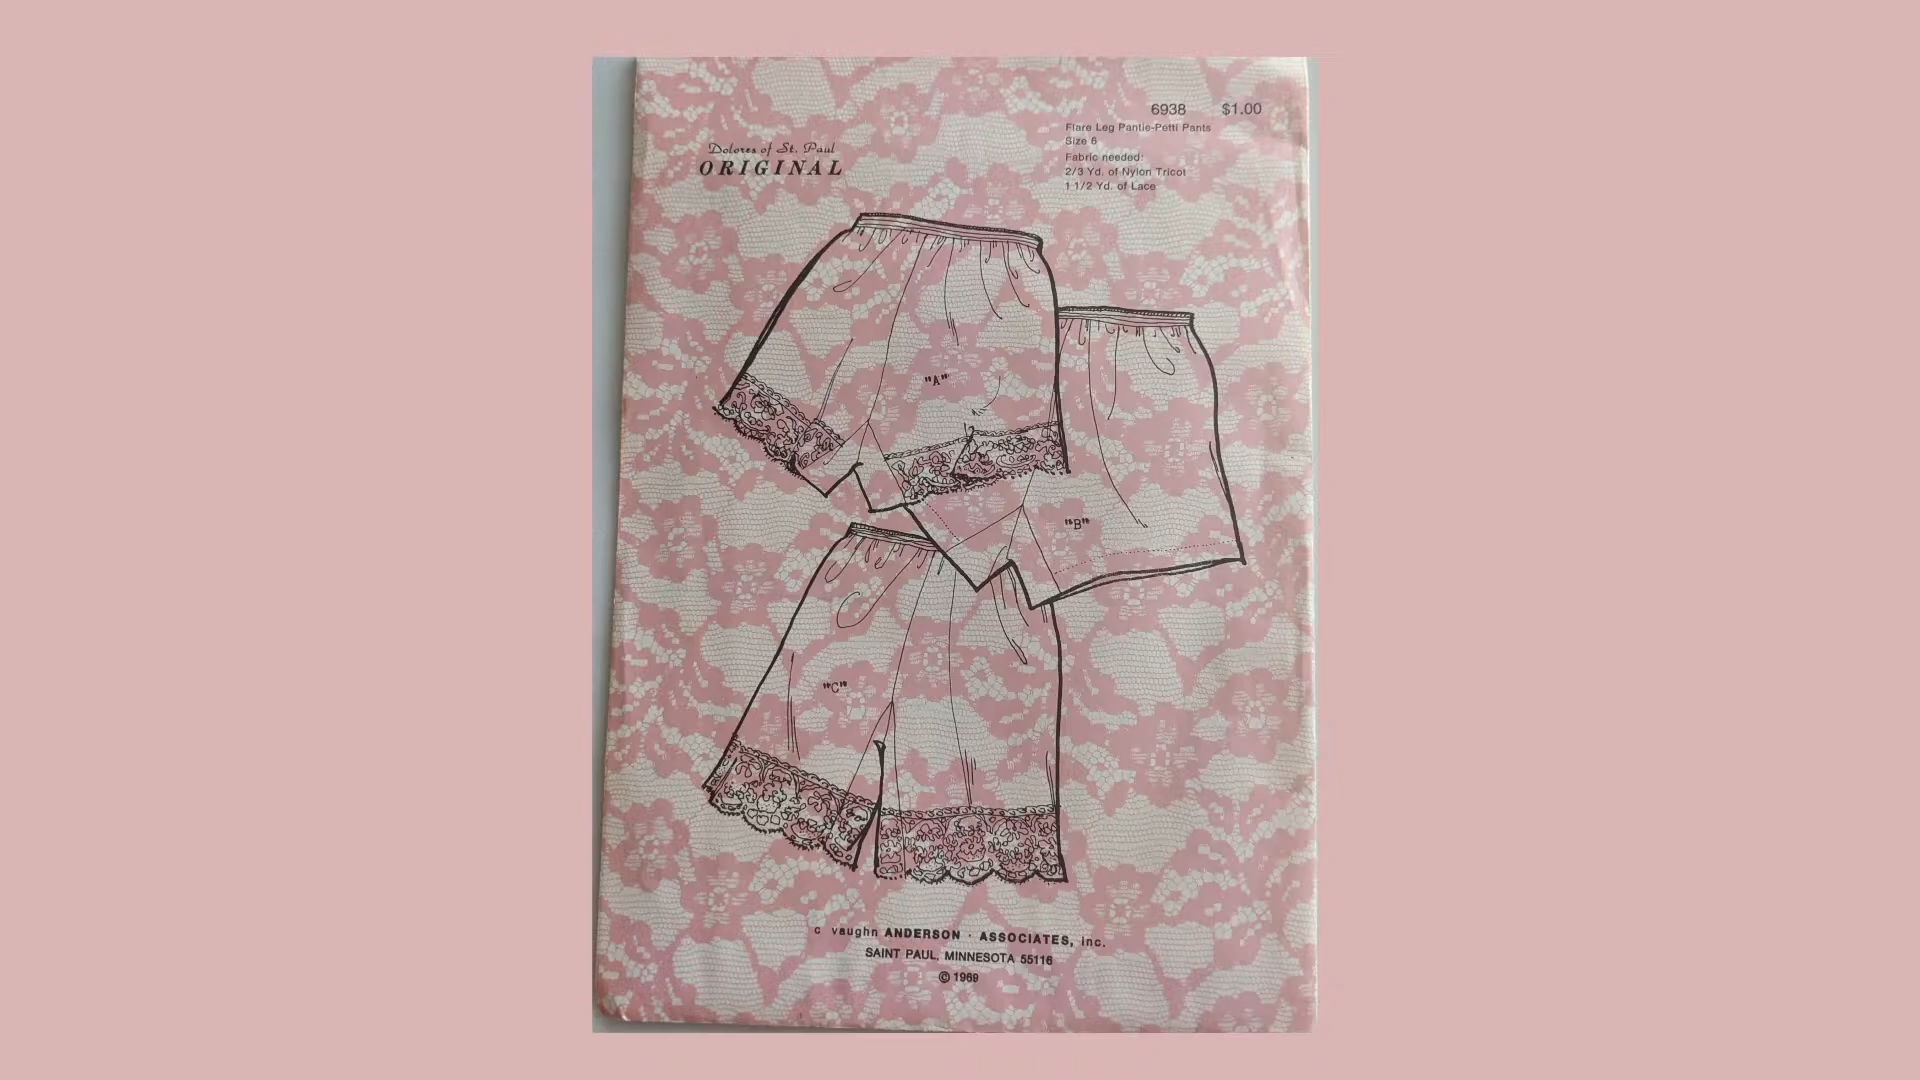 6938 $1.00
Flare Leg Pantie-Petti Pants
Size 6
Fabric needed:
2/3 Yd. of Nylon Tricot
1 1/2 Yd. of Lace
Dolores of St. Paul
ORIGINAL
"A"
"B"
"C"
c vaughn ANDERSON · ASSOCIATES, inc.
SAINT PAUL, MINNESOTA 55116
© 1969